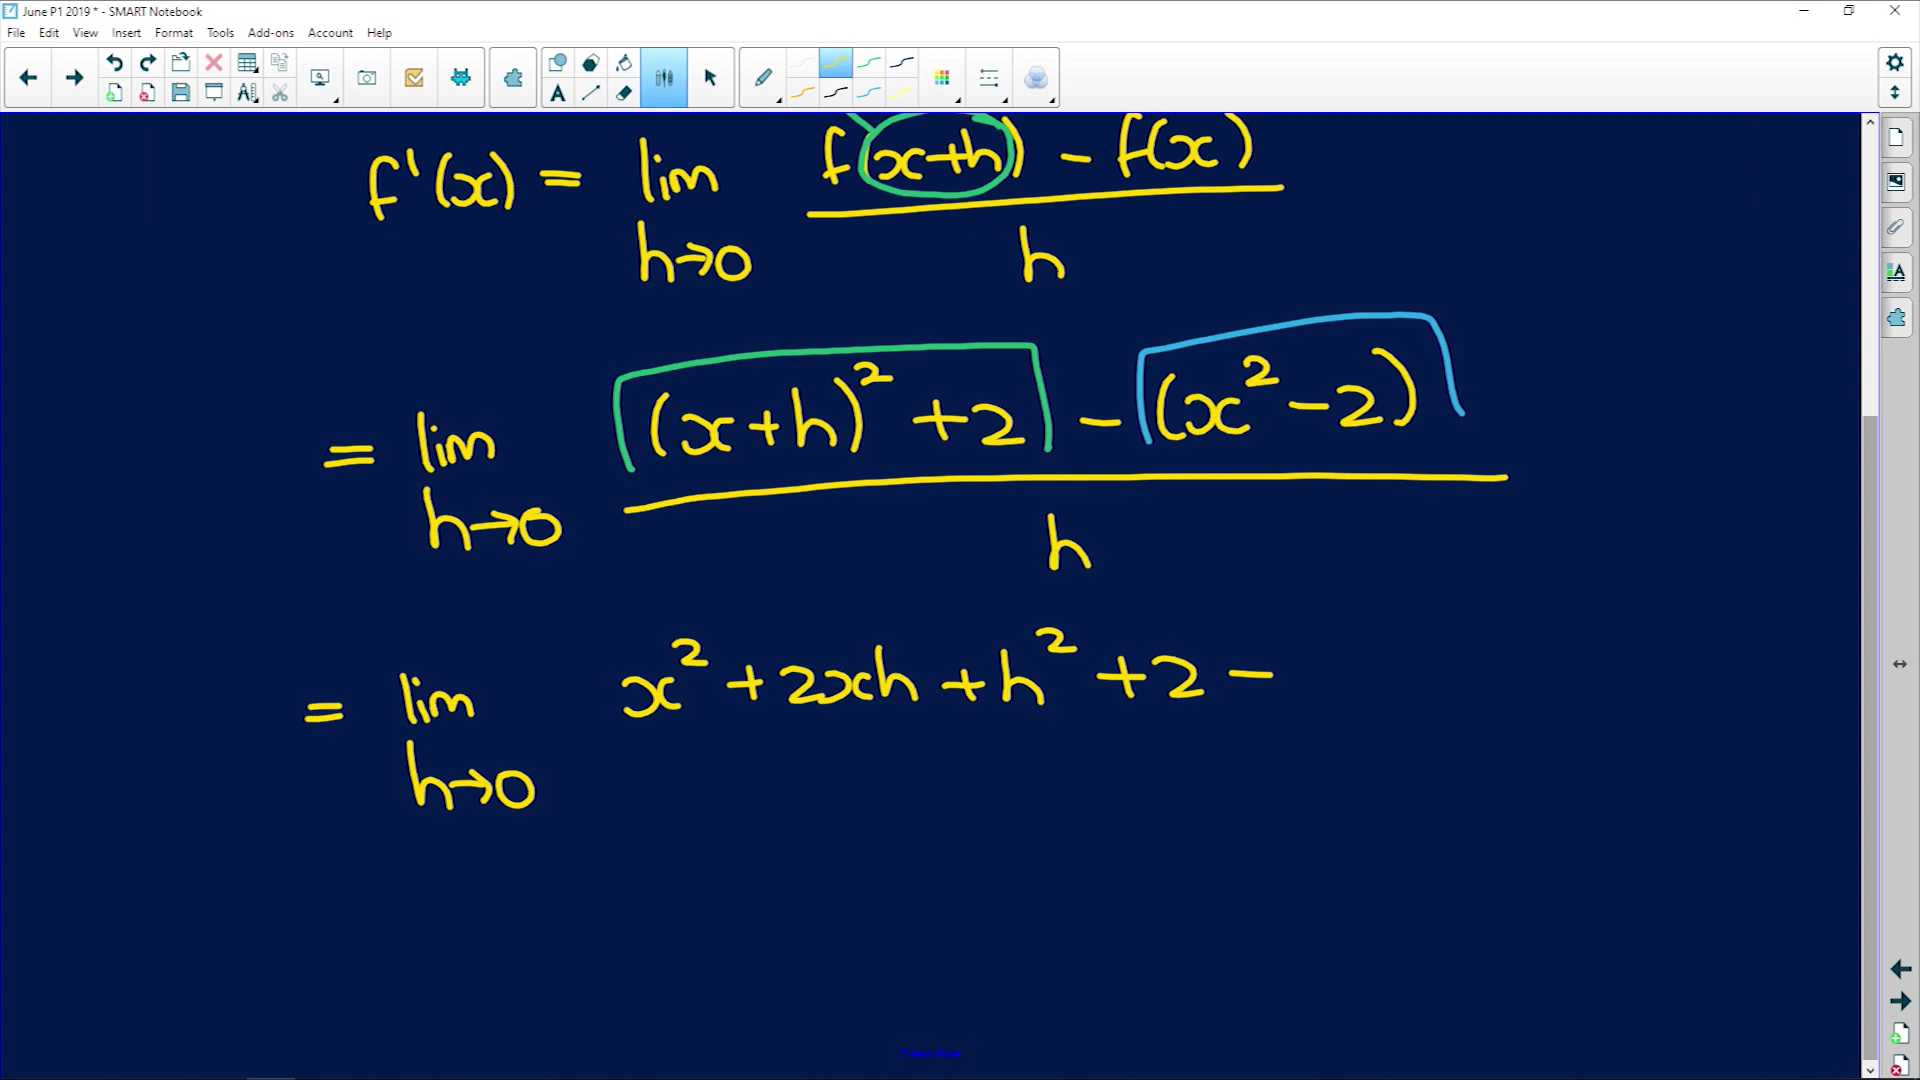 June P1 2019 * - SMART Notebook
File Edit View Insert Format Tools Add-ons Account Help
f'(x) = lim f(x+h) - f(x)
h→0 h
= lim (x+h)² +2 - (x² -2)
h→0 h
= lim x² +2xh +h² +2 -
h→0